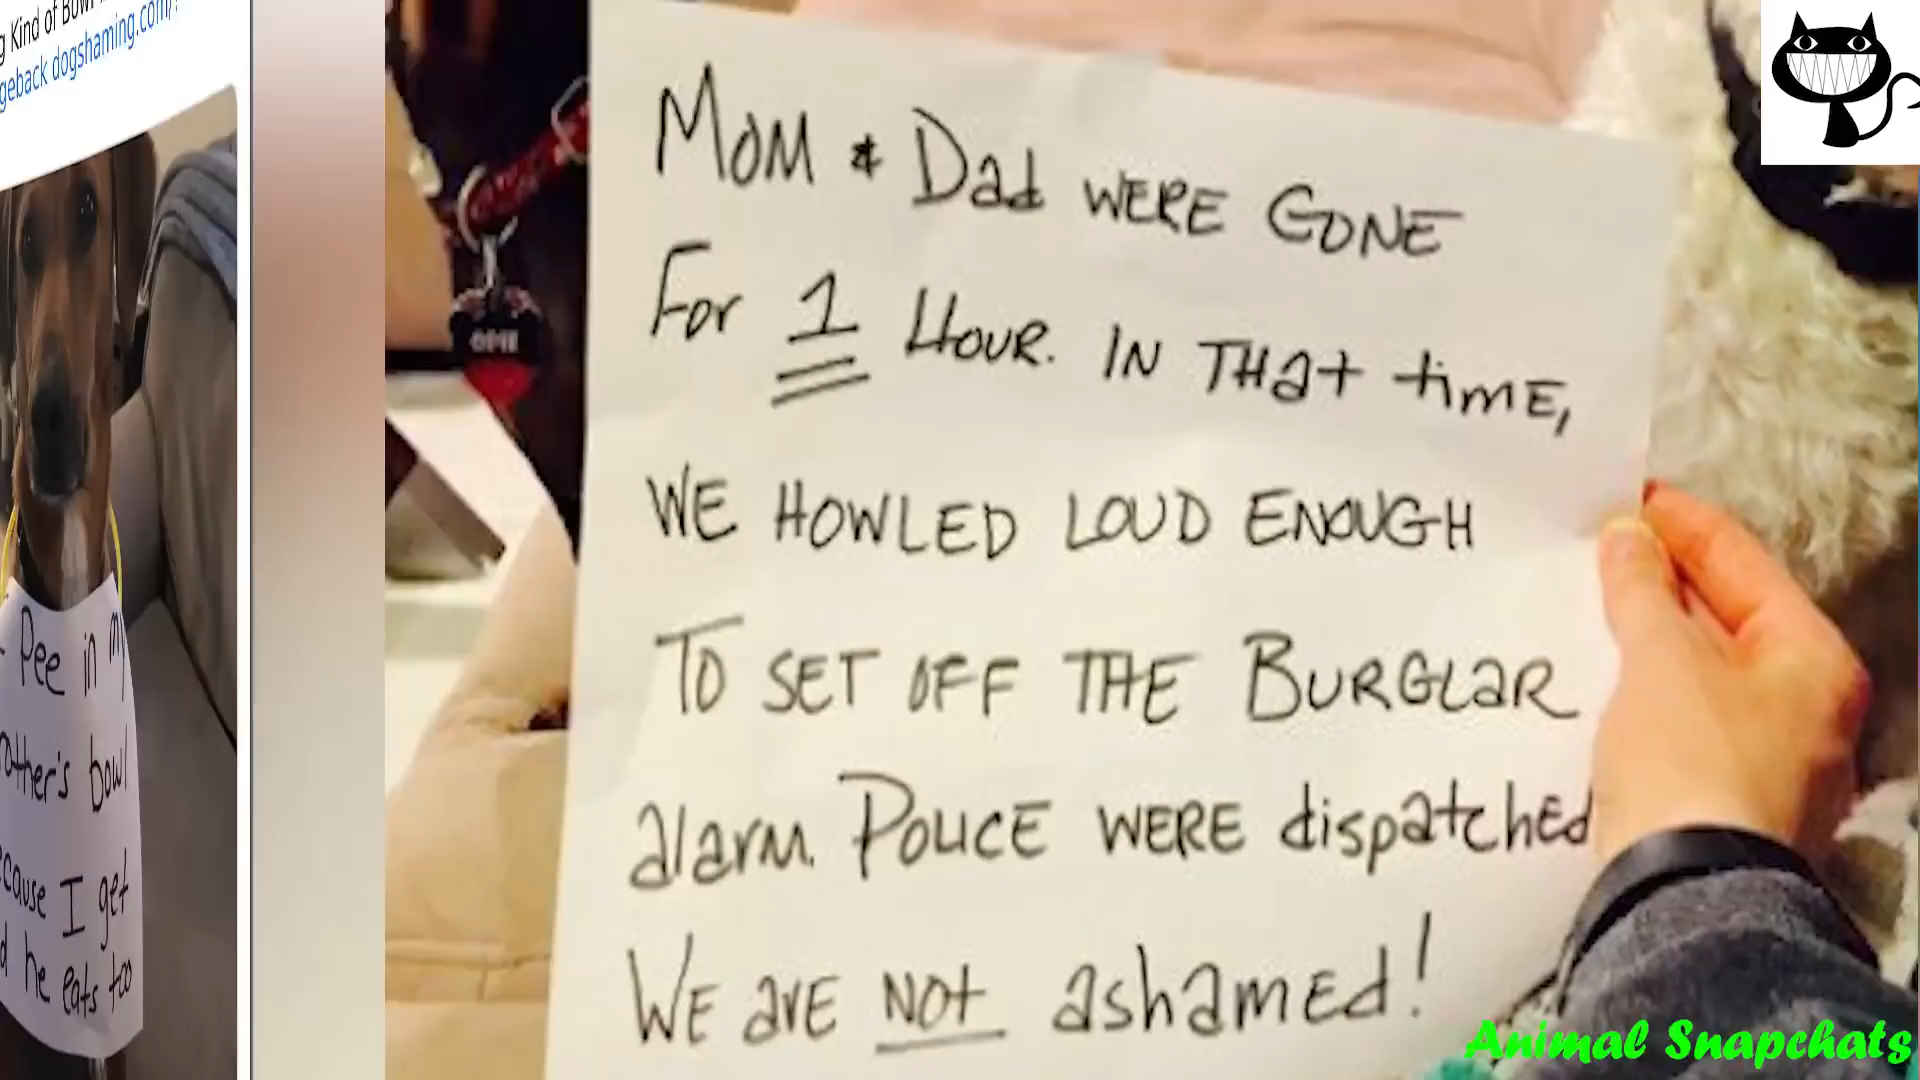 Kind of Bowl
geback dogshaming.com/
Pee in my
bowl
I get
he eats too
OPIE
MOM & Dad WERE GONE
For 1 HOUR. IN THat timE,
WE HOWLED LOUD ENOUGH
TO SET OFF THE BURGLaR
alarm. POLICE WERE dispatchEd
WE arE NOt ashamEd!
Animal Snapchats